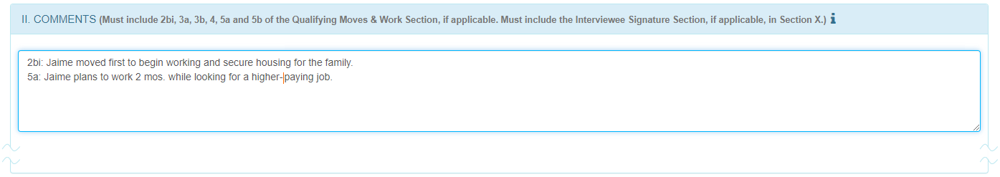 II. COMMENTS (Must include 2bi, 3a, 3b, 4, 5a and 5b of the Qualifying Moves & Work Section, if applicable. Must include the Interviewee Signature Section, if applicable, in Section X.) i
2bi: Jaime moved first to begin working and secure housing for the family.
5a: Jaime plans to work 2 mos. while looking for a higher-paying job.